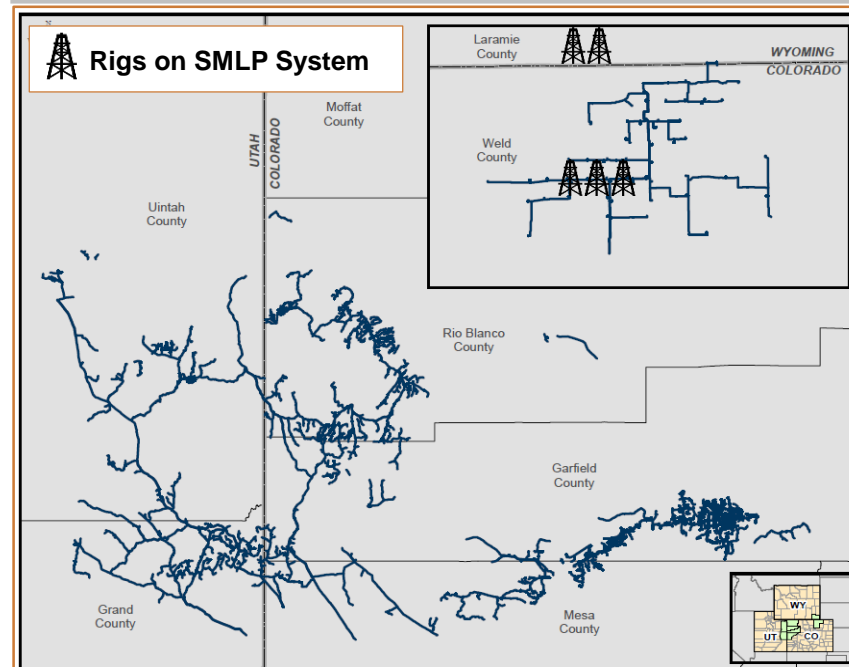 Rigs on SMLP System
Laramie
County
WYOMING
COLORADO
Weld
County
Moffat
County
UTAH
COLORADO
Uintah
County
Rio Blanco
County
Garfield
County
Grand
County
Mesa
County
WY
UT
CO